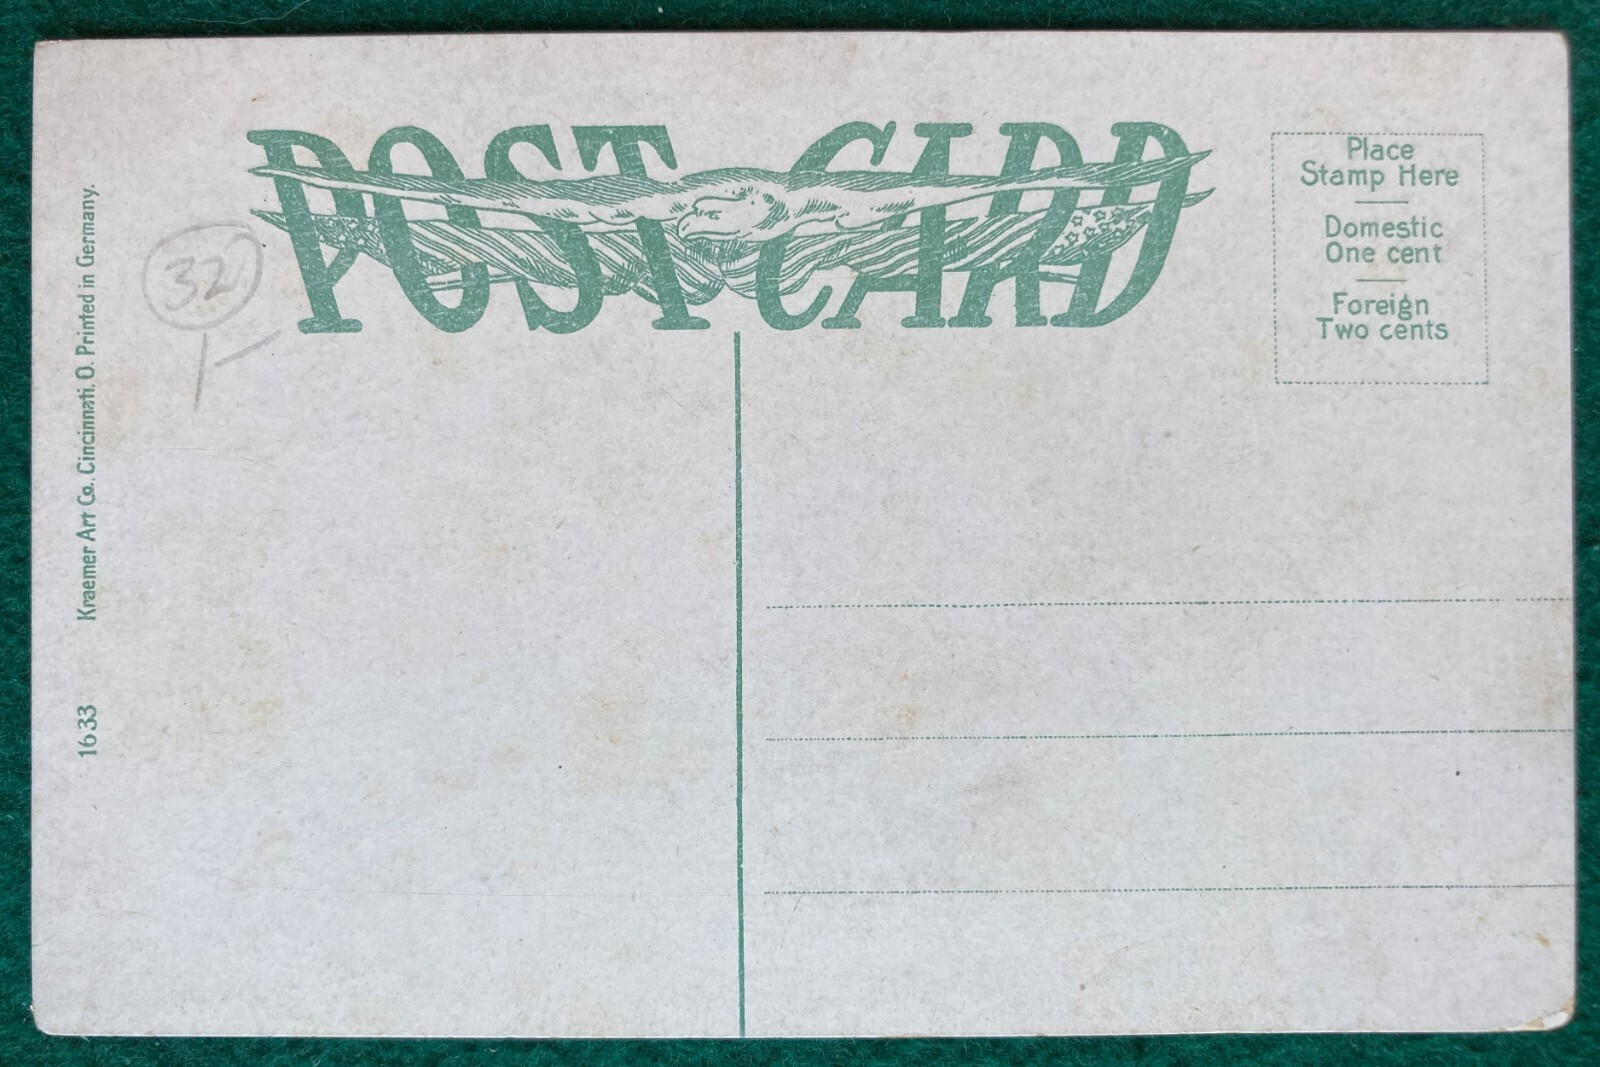 POST CARD
Place
Stamp Here
Domestic
One cent
Foreign
Two cents
32
1633 Kraemer Art Co., Cincinnati, O. Printed in Germany.